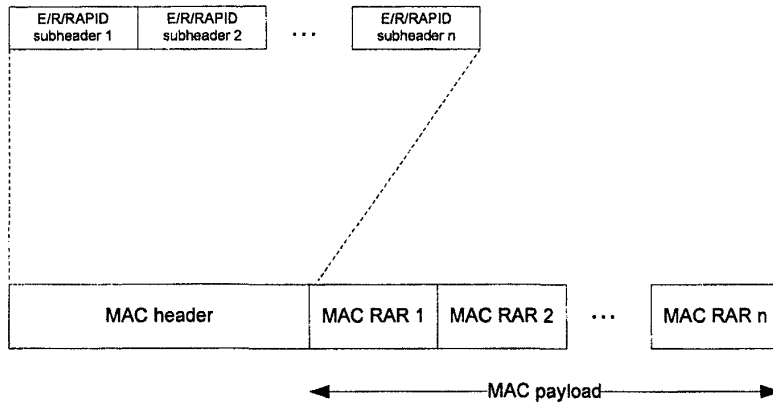 E/R/RAPID
subheader 1
E/R/RAPID
subheader 2
...
E/R/RAPID
subheader n
MAC header
MAC RAR 1
MAC RAR 2
...
MAC RAR n
MAC payload